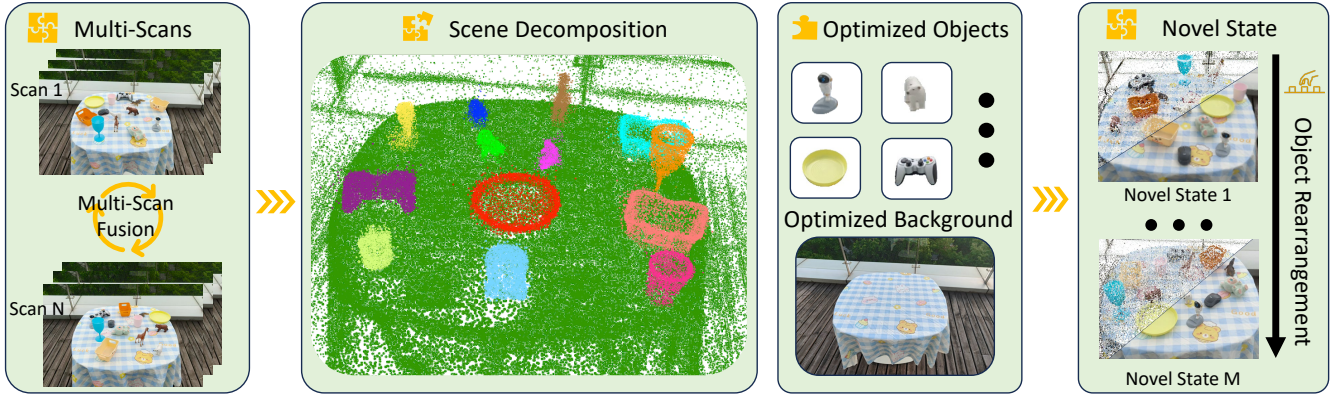 Multi-Scans
Scan 1
Multi-Scan
Fusion
Scan N
Scene Decomposition
Optimized Objects
Optimized Background
Novel State
Novel State 1
Novel State M
Object Rearrangement